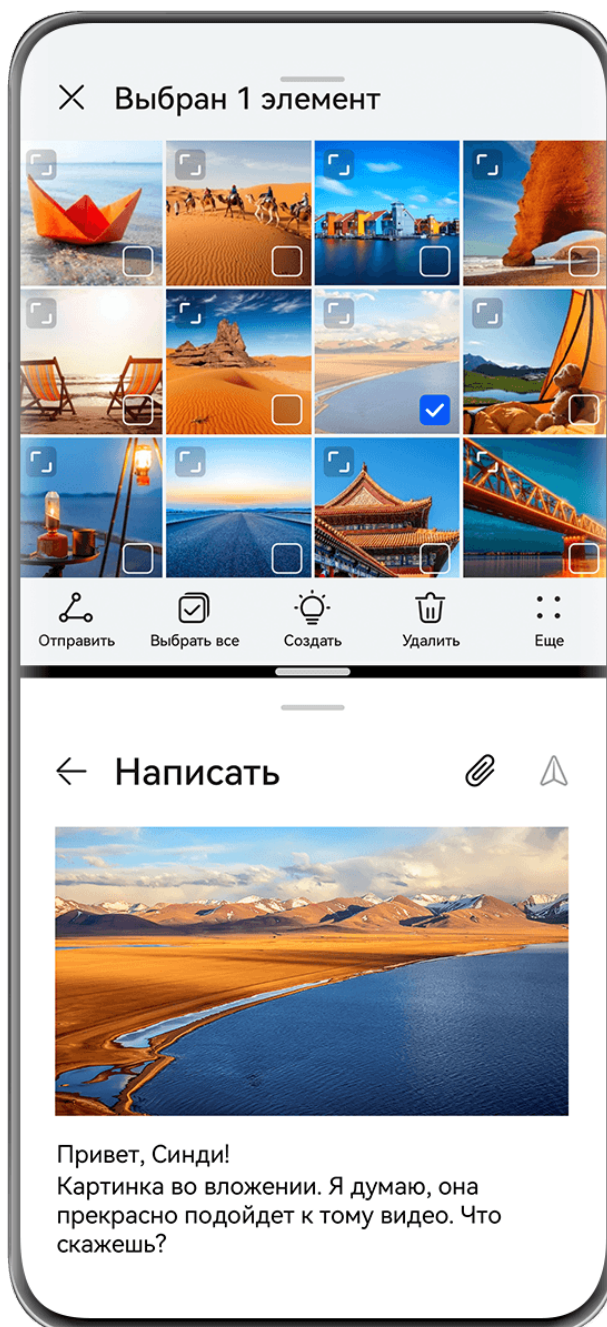 Выбран 1 элемент
Отправить
Выбрать все
Создать
Удалить
Еще
Написать
Привет, Синди!
Картинка во вложении. Я думаю, она
прекрасно подойдет к тому видео. Что
скажешь?